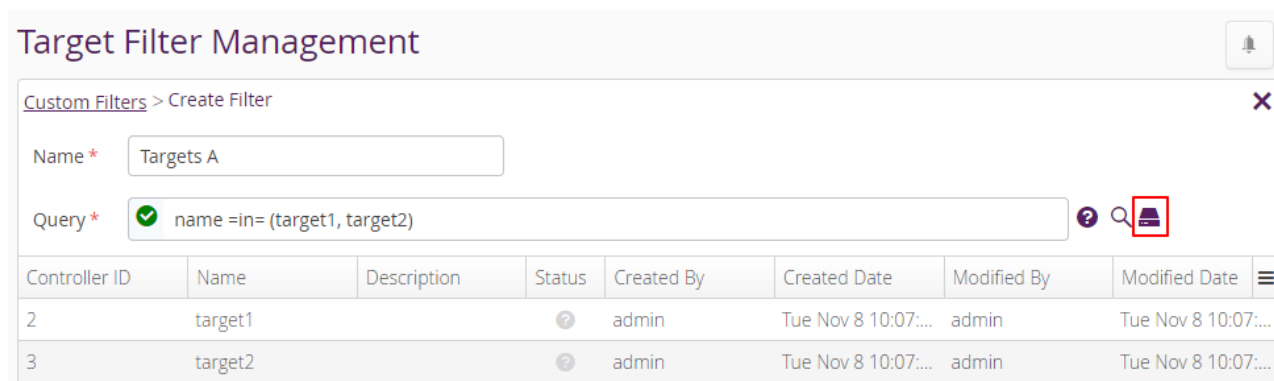 Target Filter Management
Custom Filters > Create Filter
Name *
Targets A
Query *
name =in= (target1, target2)
Controller ID Name Description Status Created By Created Date Modified By Modified Date
2 target1 admin Tue Nov 8 10:07:... admin Tue Nov 8 10:07:...
3 target2 admin Tue Nov 8 10:07:... admin Tue Nov 8 10:07:...